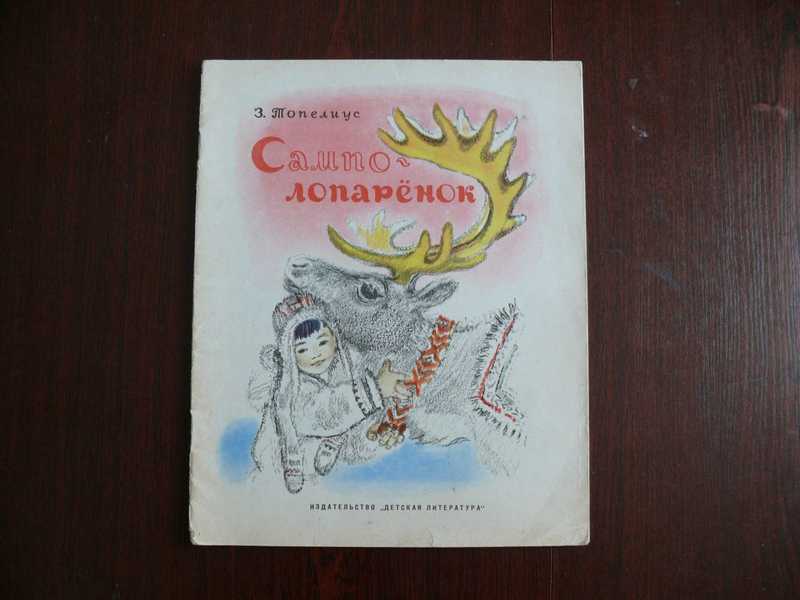 З. Топелиус
Сампо-
лопарёнок
ИЗДАТЕЛЬСТВО „ДЕТСКАЯ ЛИТЕРАТУРА"